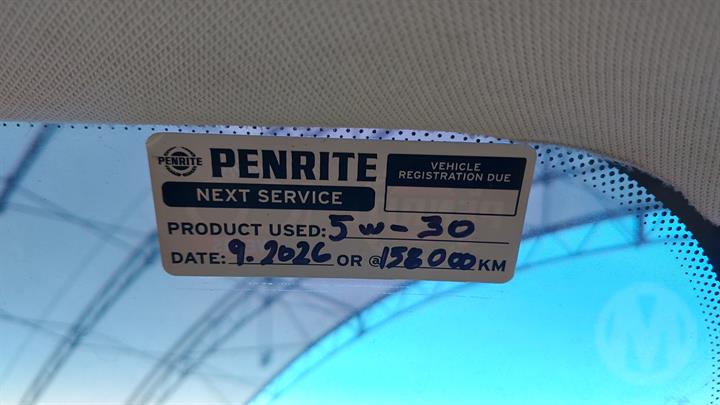 PENRITE PENRITE
NEXT SERVICE
VEHICLE
REGISTRATION DUE
PRODUCT USED: 5w-30
DATE: 9.2026 OR @158000 KM